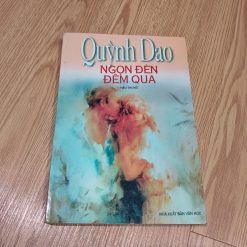 Quỳnh Dao
NGỌN ĐÈN
ĐÊM QUA
NHÀ XUẤT BẢN VĂN HỌC